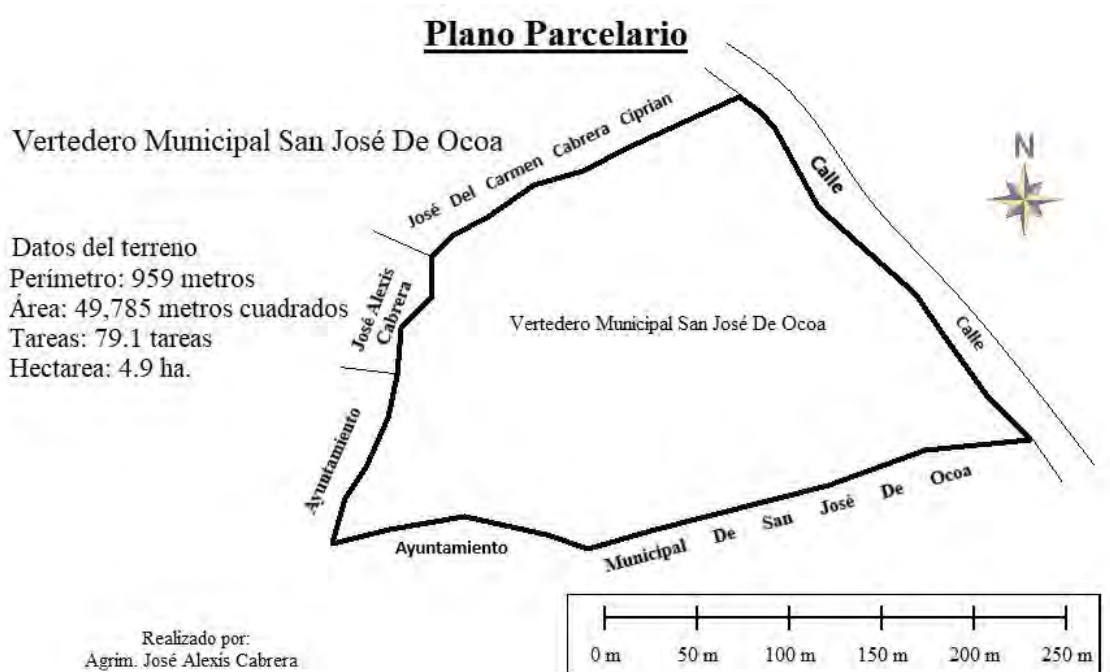 Plano Parcelario
Vertedero Municipal San José De Ocoa
José Del Carmen Cabrera Ciprian
Calle
N
Datos del terreno
Perímetro: 959 metros
Área: 49,785 metros cuadrados
Tareas: 79.1 tareas
Hectarea: 4.9 ha.
José Alexis
Cabrera
Vertedero Municipal San José De Ocoa
Calle
Ayuntamiento
Ayuntamiento
Municipal De San José De Ocoa
0 m 50 m 100 m 150 m 200 m 250 m
Realizado por:
Agrim. José Alexis Cabrera